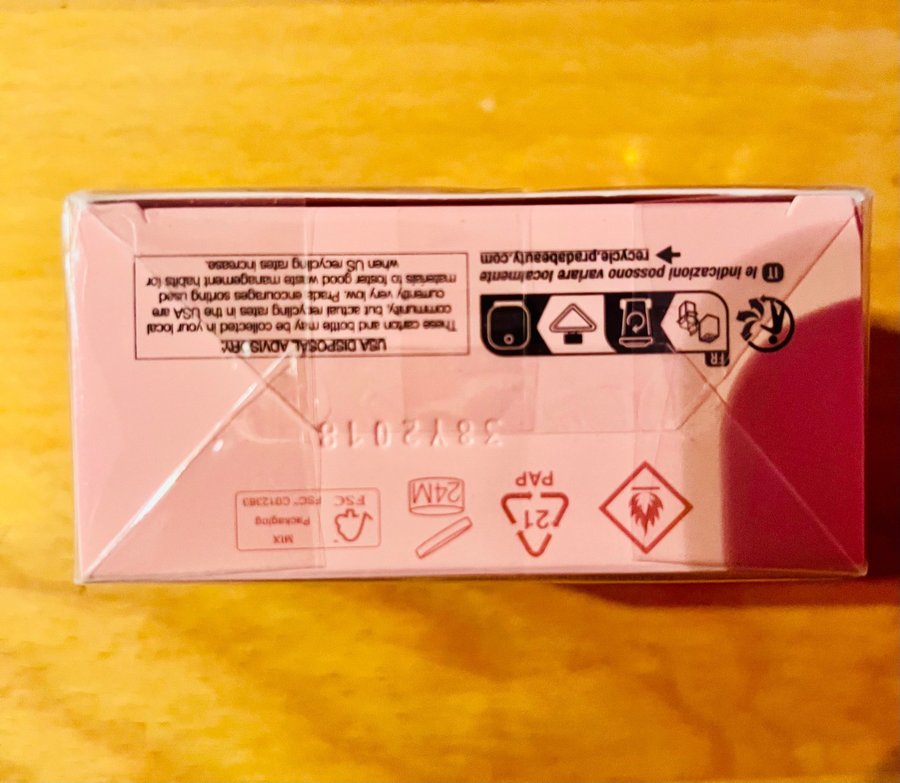 21
PAP
24M
MIX
Packaging
FSC
FSC™ C012383
FR
IT le indicazioni possono variare localmente
recycle.pradabeauty.com
USA DISPOSAL ADVISORY:
These carton and bottle may be collected in your local
community, but actual recycling rates in the USA are
currently very low. Prada encourages sorting used
materials to foster good waste management habits for
when US recycling rates increase.